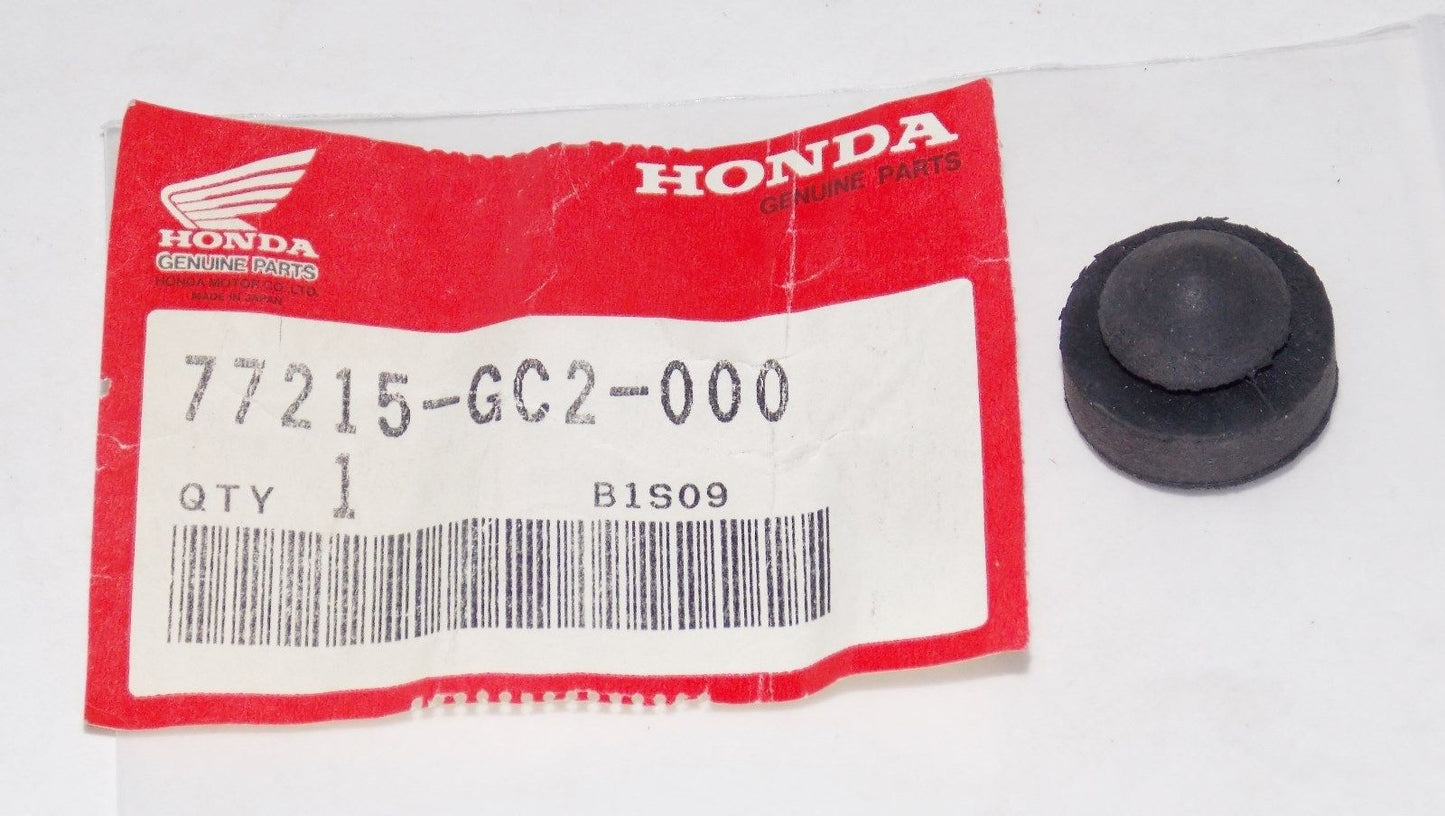 HONDA
GENUINE PARTS
HONDA MOTOR CO., LTD.
MADE IN JAPAN
HONDA
GENUINE PARTS
77215-GC2-000
QTY 1 B1S09